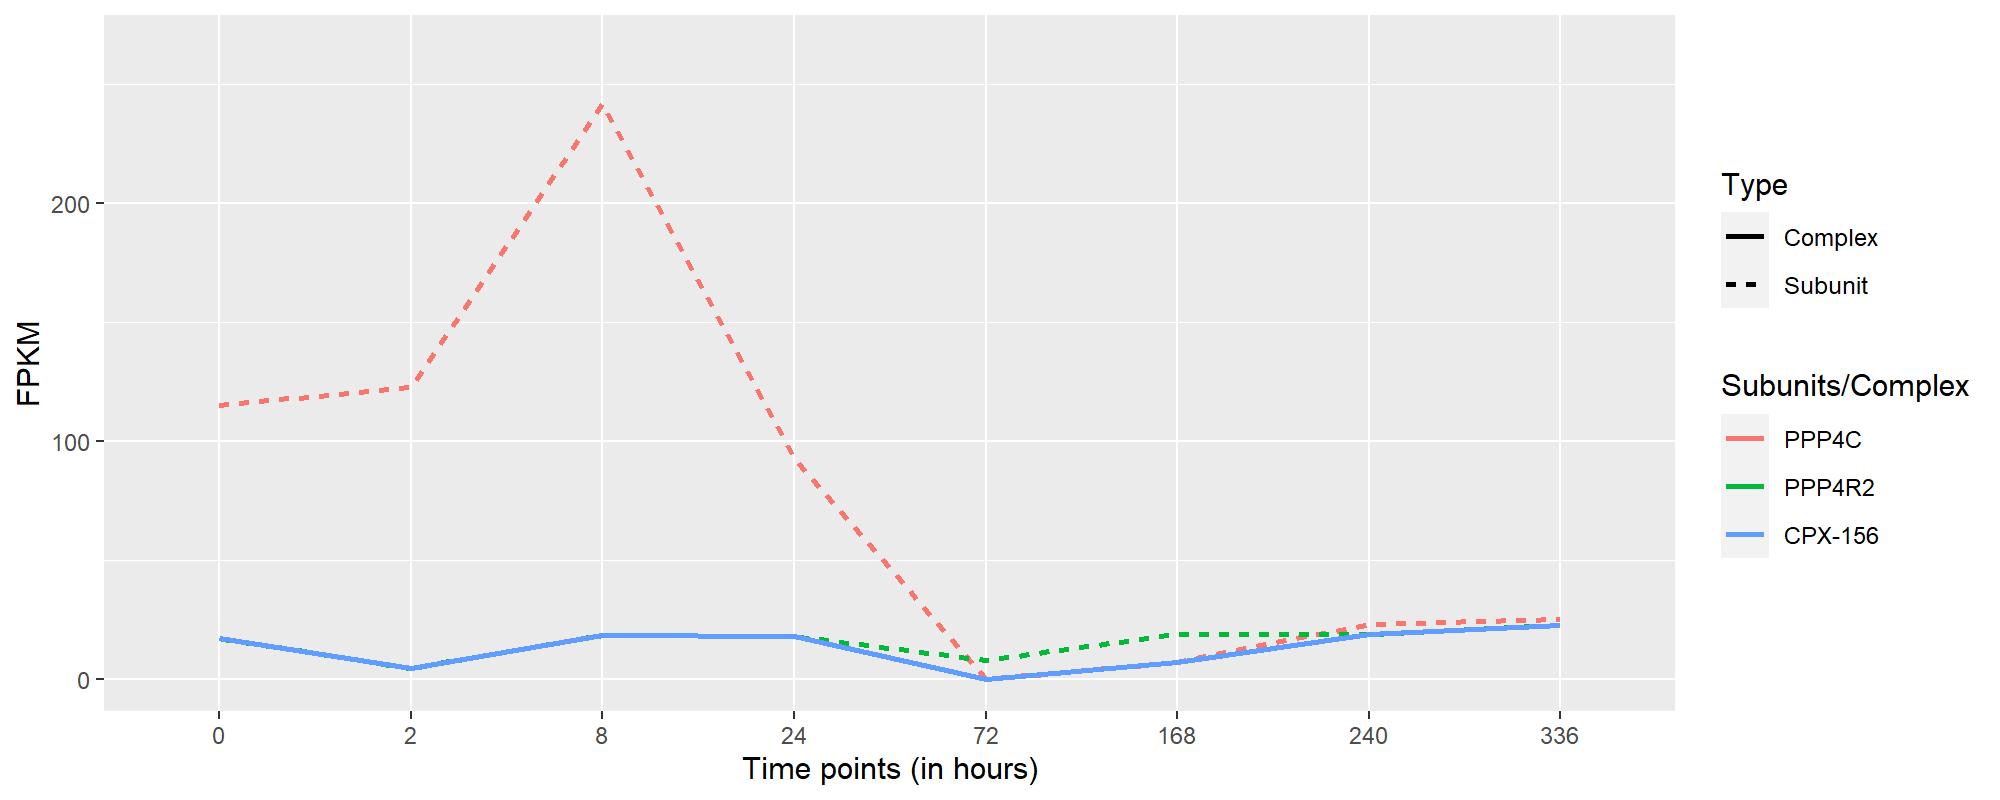 FPKM
200
100
0
0 2 8 24 72 168 240 336
Time points (in hours)
Type
Complex
Subunit
Subunits/Complex
PPP4C
PPP4R2
CPX-156